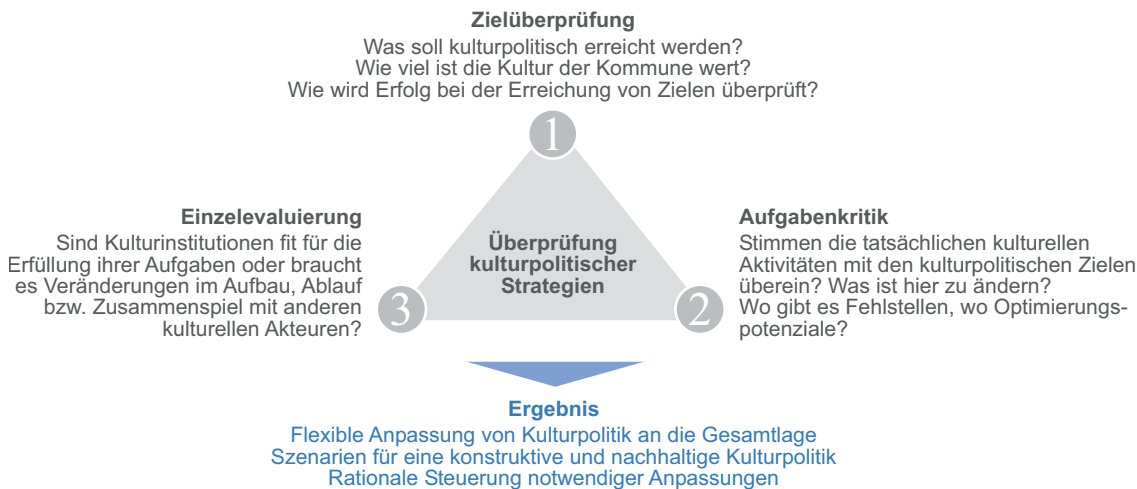 Zielüberprüfung
Was soll kulturpolitisch erreicht werden?
Wie viel ist die Kultur der Kommune wert?
Wie wird Erfolg bei der Erreichung von Zielen überprüft?
1
Überprüfung
kulturpolitischer
Strategien
2
Aufgabenkritik
Stimmen die tatsächlichen kulturellen
Aktivitäten mit den kulturpolitischen Zielen
überein? Was ist hier zu ändern?
Wo gibt es Fehlstellen, wo Optimierungs-
potenziale?
3
Einzelevaluierung
Sind Kulturinstitutionen fit für die
Erfüllung ihrer Aufgaben oder braucht
es Veränderungen im Aufbau, Ablauf
bzw. Zusammenspiel mit anderen
kulturellen Akteuren?
Ergebnis
Flexible Anpassung von Kulturpolitik an die Gesamtlage
Szenarien für eine konstruktive und nachhaltige Kulturpolitik
Rationale Steuerung notwendiger Anpassungen